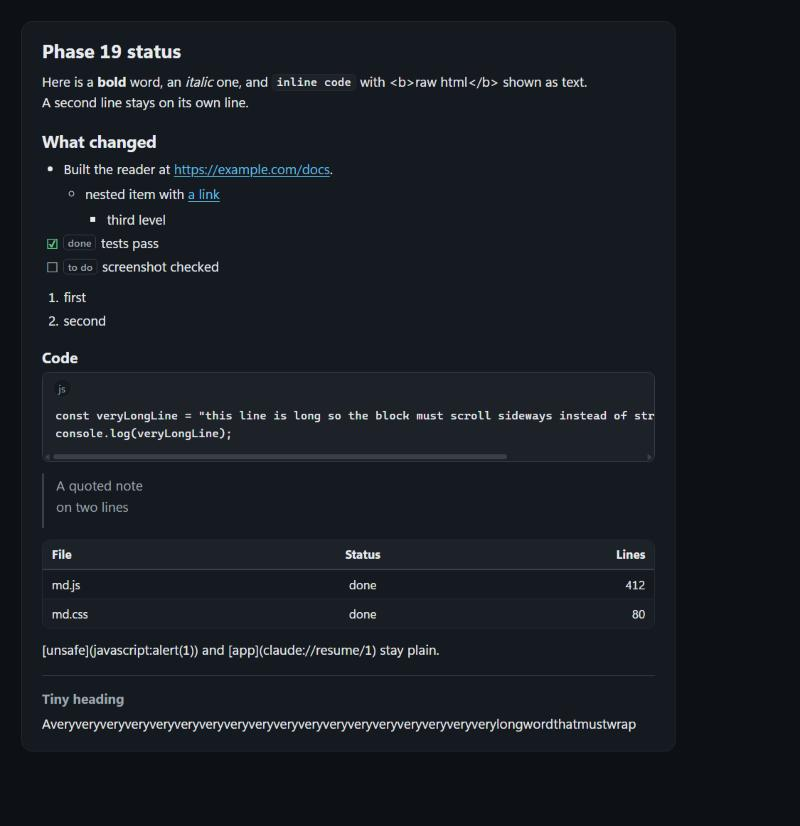 Phase 19 status
Here is a bold word, an italic one, and inline code with <b>raw html</b> shown as text.
A second line stays on its own line.
What changed
Built the reader at https://example.com/docs.
nested item with a link
third level
done tests pass
to do screenshot checked
1. first
2. second
Code
js
const veryLongLine = "this line is long so the block must scroll sideways instead of str
console.log(veryLongLine);
A quoted note
on two lines
File Status Lines
md.js done 412
md.css done 80
[unsafe](javascript:alert(1)) and [app](claude://resume/1) stay plain.
Tiny heading
Averyveryveryveryveryveryveryveryveryveryveryveryveryveryveryveryveryverylongwordthatmustwrap